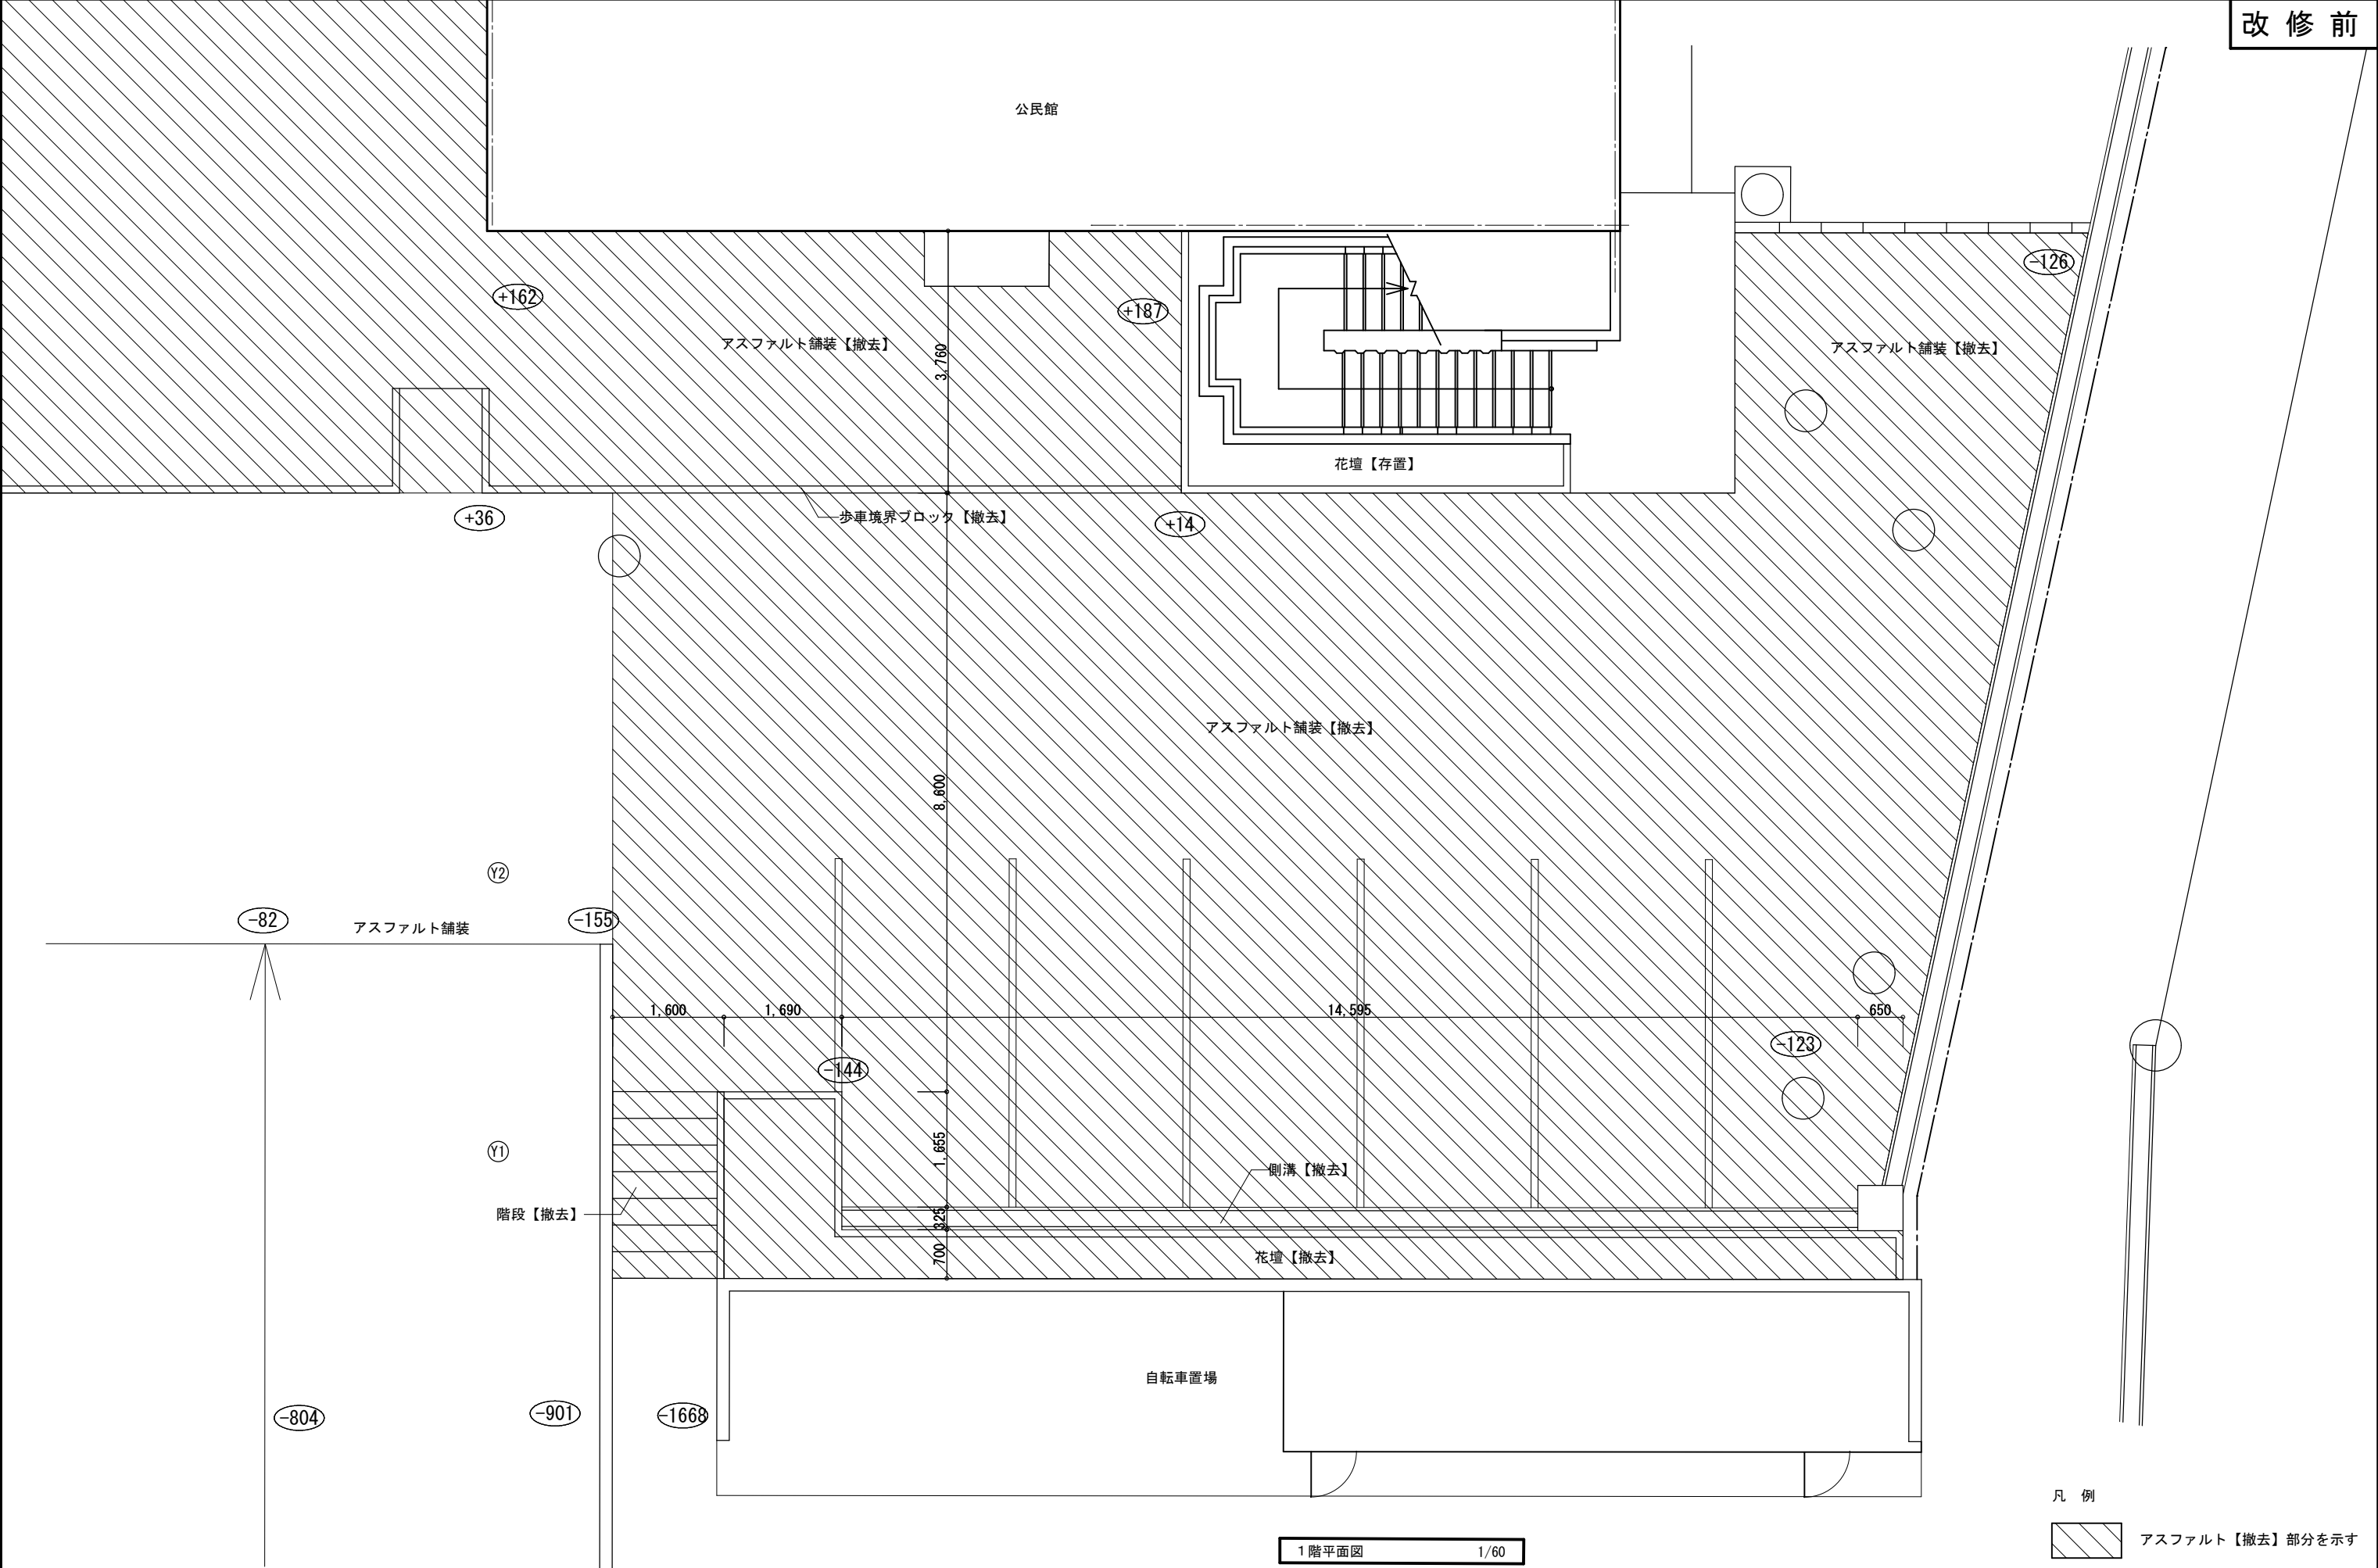 改修前
公民館
-126
+162
+187
アスファルト舗装【撤去】
アスファルト舗装【撤去】
3,760
花壇【存置】
+36
歩車境界ブロック【撤去】
+14
アスファルト舗装【撤去】
8,600
Y2
-82
アスファルト舗装
-155
1,600
1,690
14,595
650
-123
-144
1,655
Y1
側溝【撤去】
階段【撤去】
325
700
花壇【撤去】
自転車置場
-804
-901
-1668
凡 例
アスファルト【撤去】部分を示す
1階平面図 1/60